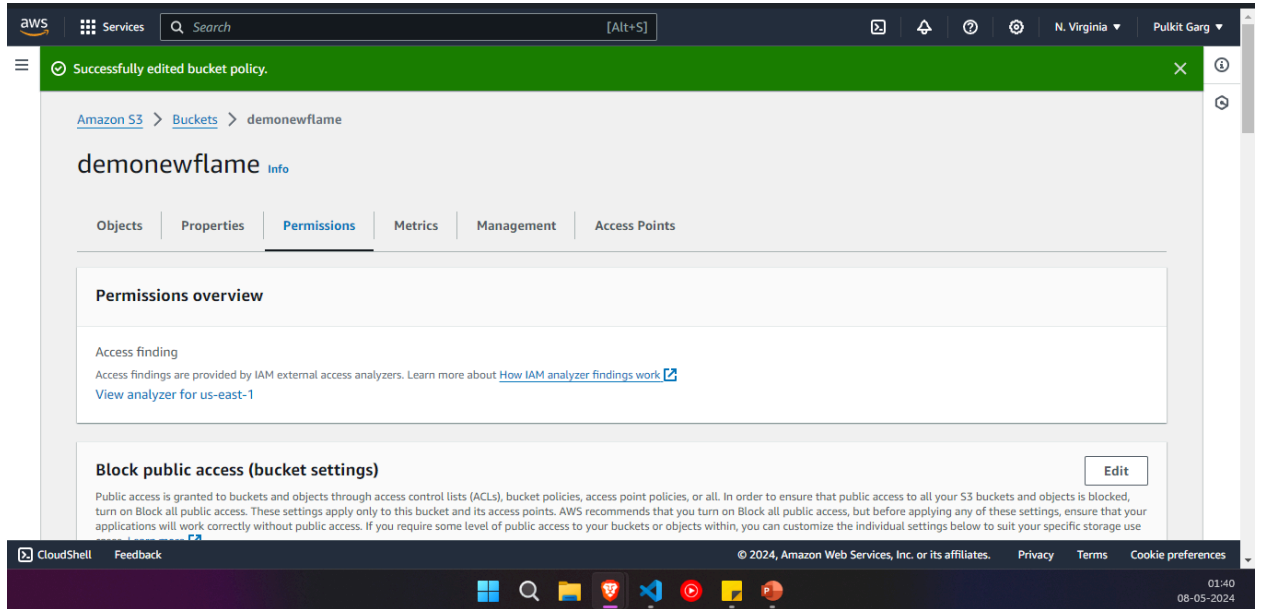 aws Services Search [Alt+S] N. Virginia ▼ Pulkit Garg ▼
Successfully edited bucket policy.
Amazon S3 > Buckets > demonewflame
demonewflame Info
Objects Properties Permissions Metrics Management Access Points
Permissions overview
Access finding
Access findings are provided by IAM external access analyzers. Learn more about How IAM analyzer findings work
View analyzer for us-east-1
Block public access (bucket settings) Edit
Public access is granted to buckets and objects through access control lists (ACLs), bucket policies, access point policies, or all. In order to ensure that public access to all your S3 buckets and objects is blocked,
turn on Block all public access. These settings apply only to this bucket and its access points. AWS recommends that you turn on Block all public access, but before applying any of these settings, ensure that your
applications will work correctly without public access. If you require some level of public access to your buckets or objects within, you can customize the individual settings below to suit your specific storage use
CloudShell Feedback © 2024, Amazon Web Services, Inc. or its affiliates. Privacy Terms Cookie preferences
01:40
08-05-2024